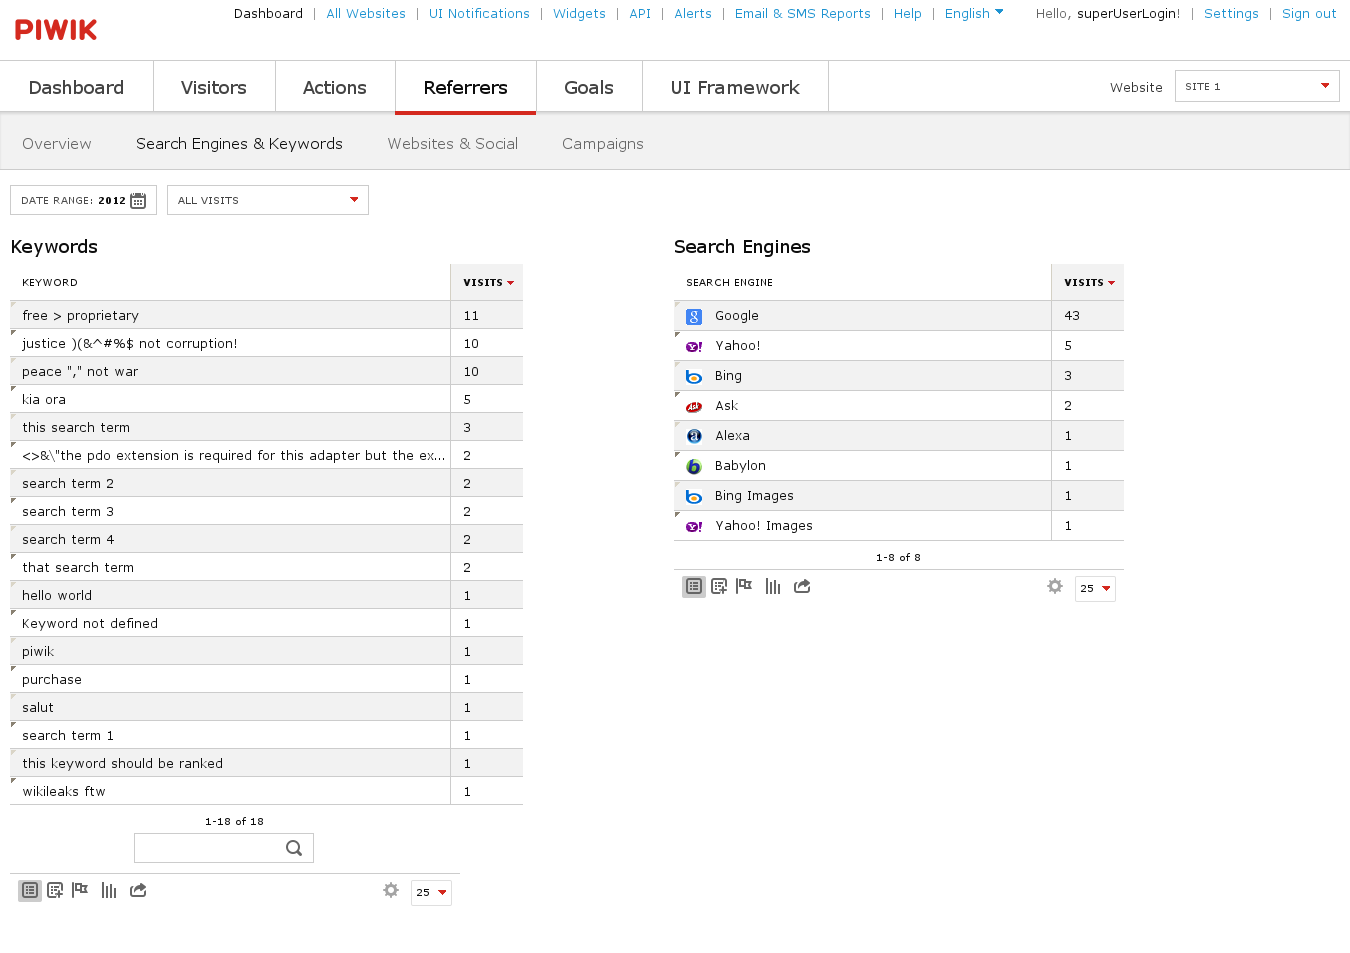 Dashboard | All Websites | UI Notifications | Widgets | API | Alerts | Email & SMS Reports | Help | English Hello, superUserLogin! | Settings | Sign out
PIWIK
Dashboard Visitors Actions Referrers Goals UI Framework Website SITE 1
Overview Search Engines & Keywords Websites & Social Campaigns
DATE RANGE: 2012 ALL VISITS
Keywords
KEYWORD VISITS
free > proprietary 11
justice )(&^#%$ not corruption! 10
peace "," not war 10
kia ora 5
this search term 3
<>&\"the pdo extension is required for this adapter but the ex... 2
search term 2 2
search term 3 2
search term 4 2
that search term 2
hello world 1
Keyword not defined 1
piwik 1
purchase 1
salut 1
search term 1 1
this keyword should be ranked 1
wikileaks ftw 1
1-18 of 18
25
Search Engines
SEARCH ENGINE VISITS
Google 43
Yahoo! 5
Bing 3
Ask 2
Alexa 1
Babylon 1
Bing Images 1
Yahoo! Images 1
1-8 of 8
25